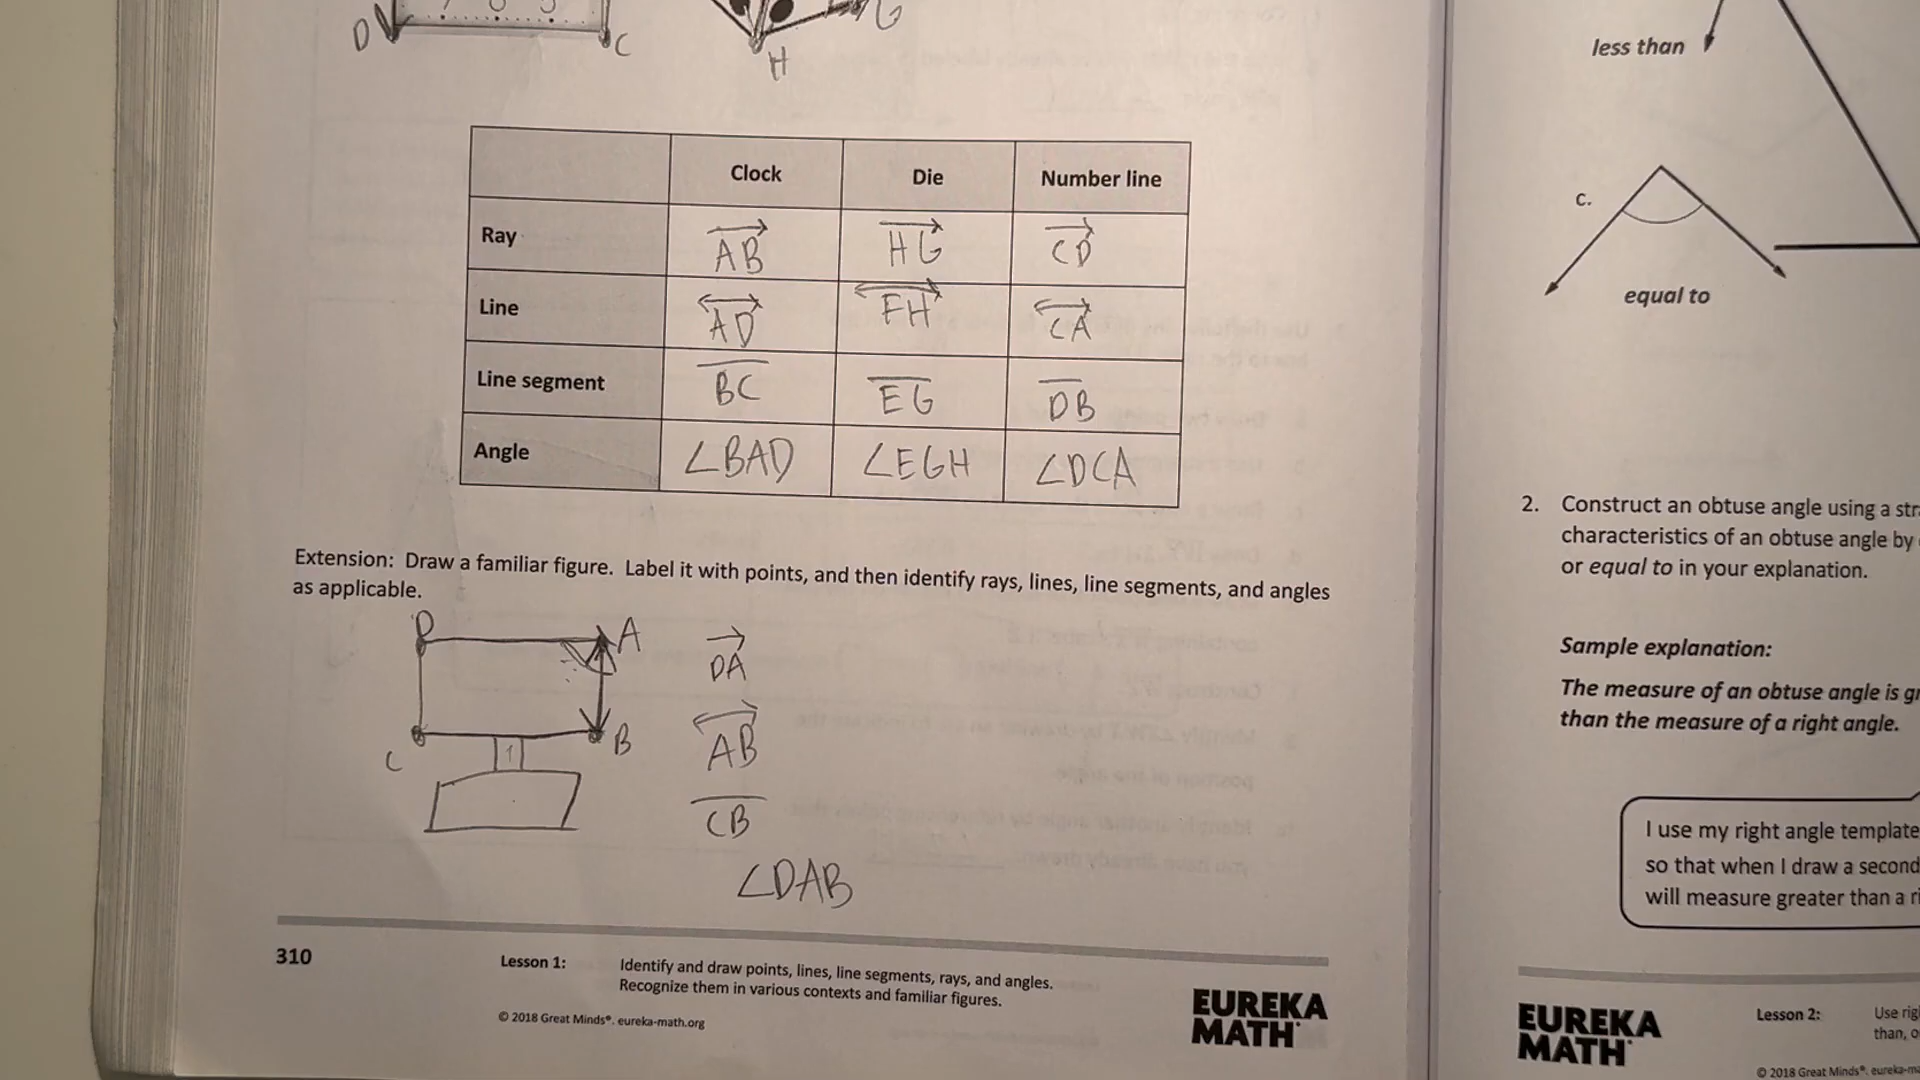 D
C
H
G
Clock Die Number line
Ray AB HG CD
Line AD FH CA
Line segment BC EG DB
Angle ∠BAD ∠EGH ∠DCA
Extension: Draw a familiar figure. Label it with points, and then identify rays, lines, line segments, and angles
as applicable.
D A
C B
DA
AB
CB
∠DAB
310
Lesson 1: Identify and draw points, lines, line segments, rays, and angles.
Recognize them in various contexts and familiar figures.
© 2018 Great Minds®. eureka-math.org
EUREKA
MATH
less than
c.
equal to
2. Construct an obtuse angle using a
characteristics of an obtuse angle by
or equal to in your explanation.
Sample explanation:
The measure of an obtuse angle is
than the measure of a right angle.
I use my right angle template
so that when I draw a second
will measure greater than a
EUREKA
MATH
Lesson 2: Use
than,
© 2018 Great Minds®.